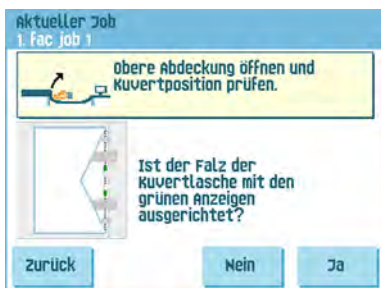 Aktueller Job
1. Fac job 1
Obere Abdeckung öffnen und
Kuvertposition prüfen.
Ist der Falz der
Kuvertlasche mit den
grünen Anzeigen
ausgerichtet?
Zurück
Nein
Ja